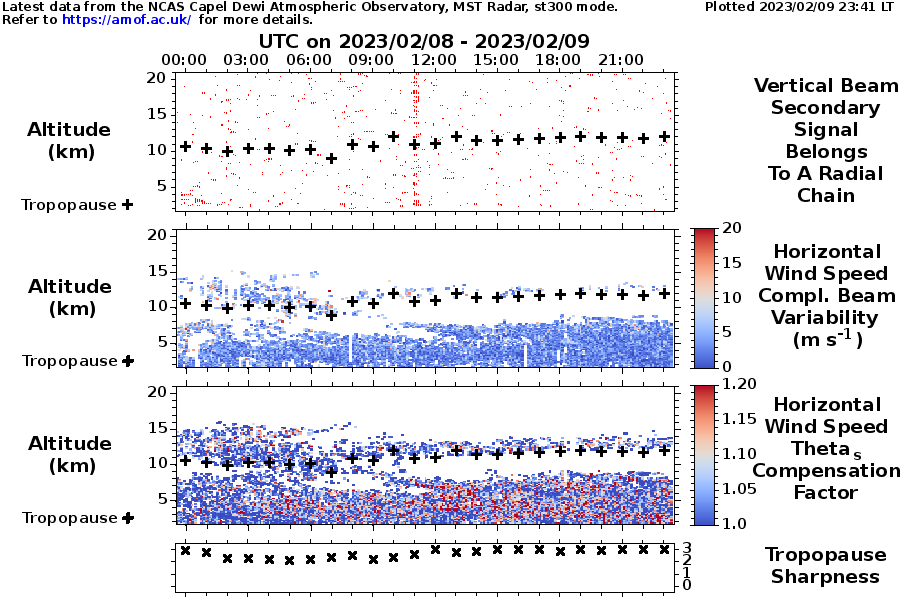 Latest data from the NCAS Capel Dewi Atmospheric Observatory, MST Radar, st300 mode.
Plotted 2023/02/09 23:41 LT
Refer to https://amof.ac.uk/ for more details.
UTC on 2023/02/08 - 2023/02/09
00:00 03:00 06:00 09:00 12:00 15:00 18:00 21:00
20
15
10
5
Altitude
(km)
Tropopause +
Vertical Beam
Secondary
Signal
Belongs
To A Radial
Chain
20
15
10
5
Altitude
(km)
Tropopause +
20
15
10
5
0
Horizontal
Wind Speed
Compl. Beam
Variability
(m s-1)
20
15
10
5
Altitude
(km)
Tropopause +
1.20
1.15
1.10
1.05
1.0
Horizontal
Wind Speed
Theta s
Compensation
Factor
3
2
1
0
Tropopause
Sharpness